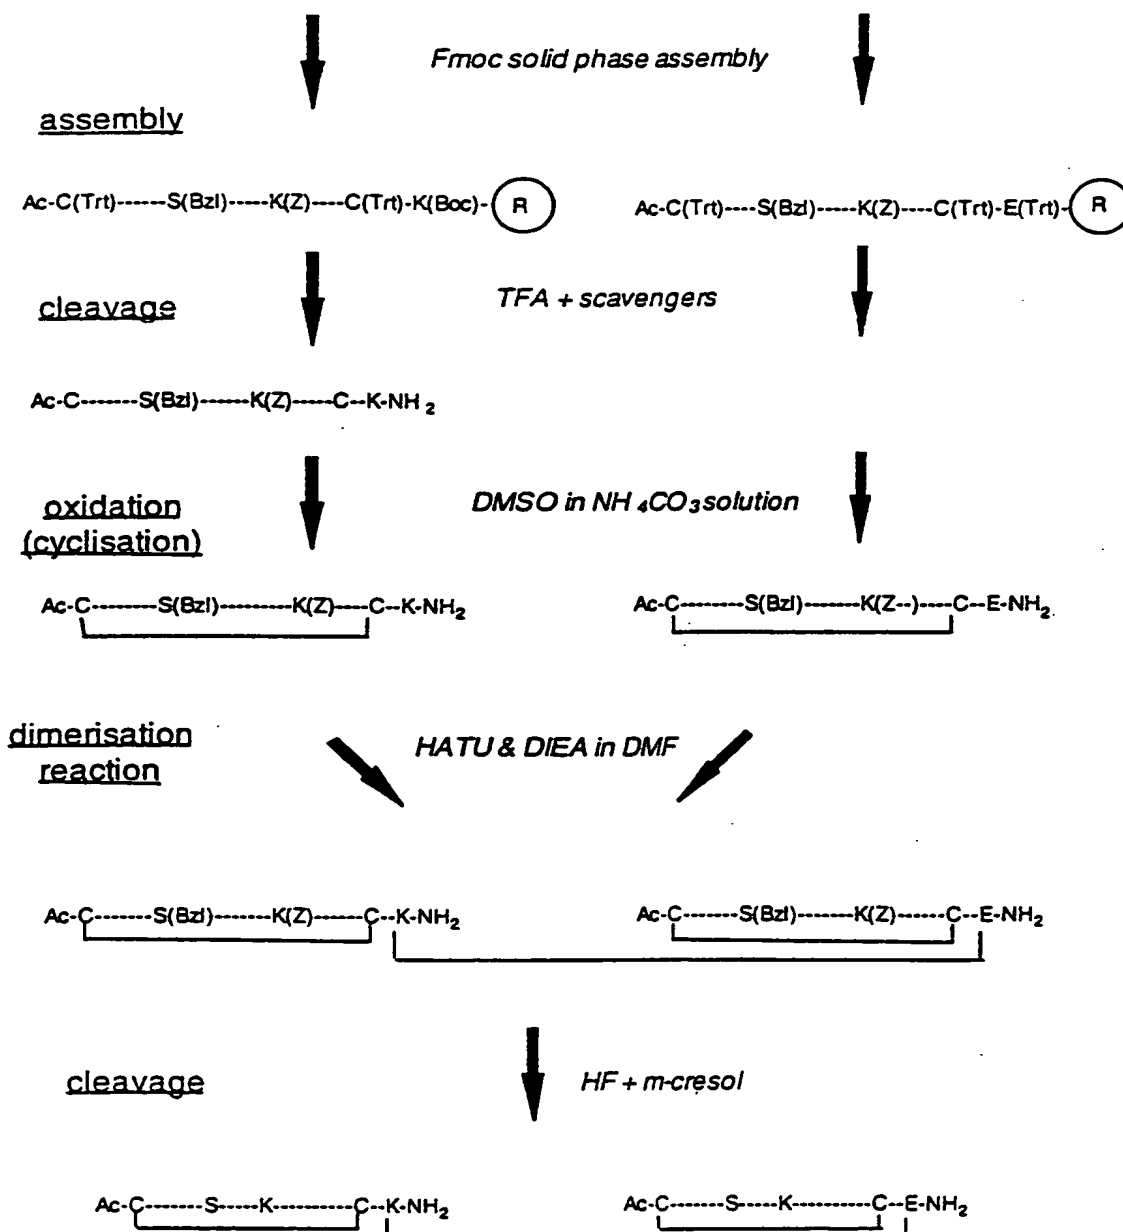 Fmoc solid phase assembly
assembly
Ac-C(Trt)------S(Bzl)-----K(Z)----C(Trt)-K(Boc)- R
Ac-C(Trt)----S(Bzl)-----K(Z)----C(Trt)-E(Trt)- R
TFA + scavengers
cleavage
Ac-C-------S(Bzl)------K(Z)-----C--K-NH2
oxidation
(cyclisation)
DMSO in NH4CO3 solution
Ac-C--------S(Bzl)---------K(Z)----C--K-NH2
Ac-C--------S(Bzl)------K(Z--)----C--E-NH2
dimerisation
reaction
HATU & DIEA in DMF
Ac-C-------S(Bzl)-------K(Z)------C--K-NH2
Ac-C-------S(Bzl)-------K(Z)------C--E-NH2
cleavage
HF + m-cresol
Ac-C--------S-----K---------C--K-NH2
Ac-C--------S-----K---------C--E-NH2